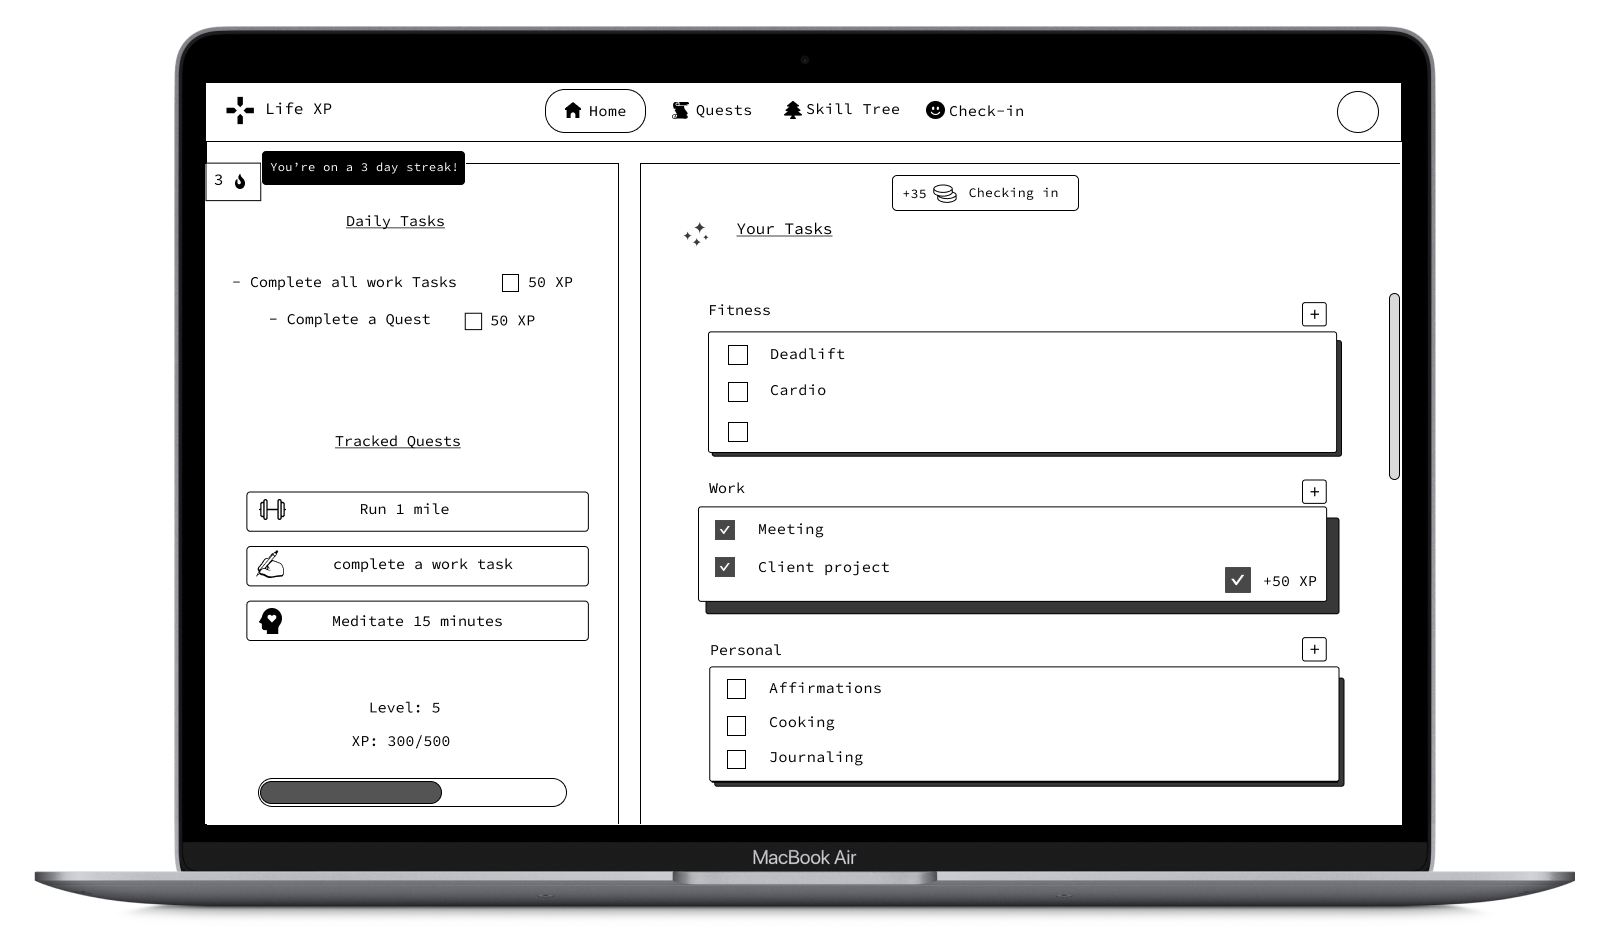 Life XP
Home
Quests
Skill Tree
Check-in
3
You're on a 3 day streak!
Daily Tasks
- Complete all work Tasks 50 XP
- Complete a Quest 50 XP
Tracked Quests
Run 1 mile
complete a work task
Meditate 15 minutes
Level: 5
XP: 300/500
+35 Checking in
Your Tasks
Fitness +
Deadlift
Cardio
Work +
Meeting
Client project
+50 XP
Personal +
Affirmations
Cooking
Journaling
MacBook Air